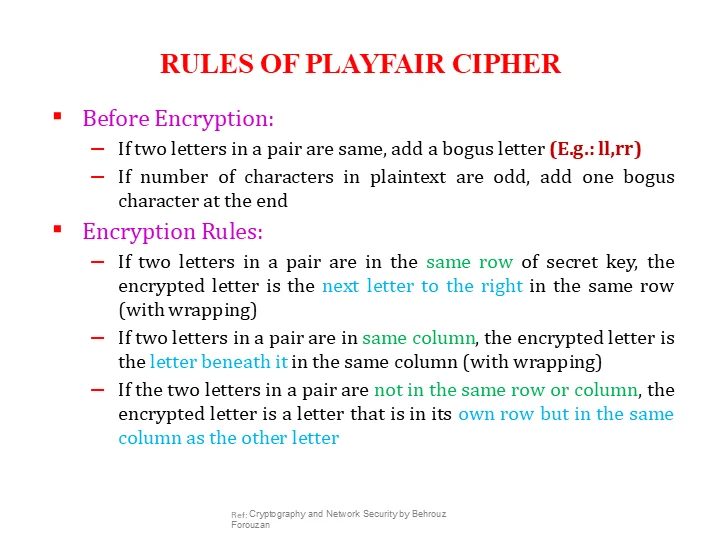 RULES OF PLAYFAIR CIPHER
▪ Before Encryption:
– If two letters in a pair are same, add a bogus letter (E.g.: ll,rr)
– If number of characters in plaintext are odd, add one bogus
character at the end
▪ Encryption Rules:
– If two letters in a pair are in the same row of secret key, the
encrypted letter is the next letter to the right in the same row
(with wrapping)
– If two letters in a pair are in same column, the encrypted letter is
the letter beneath it in the same column (with wrapping)
– If the two letters in a pair are not in the same row or column, the
encrypted letter is a letter that is in its own row but in the same
column as the other letter
Ref: Cryptography and Network Security by Behrouz
Forouzan